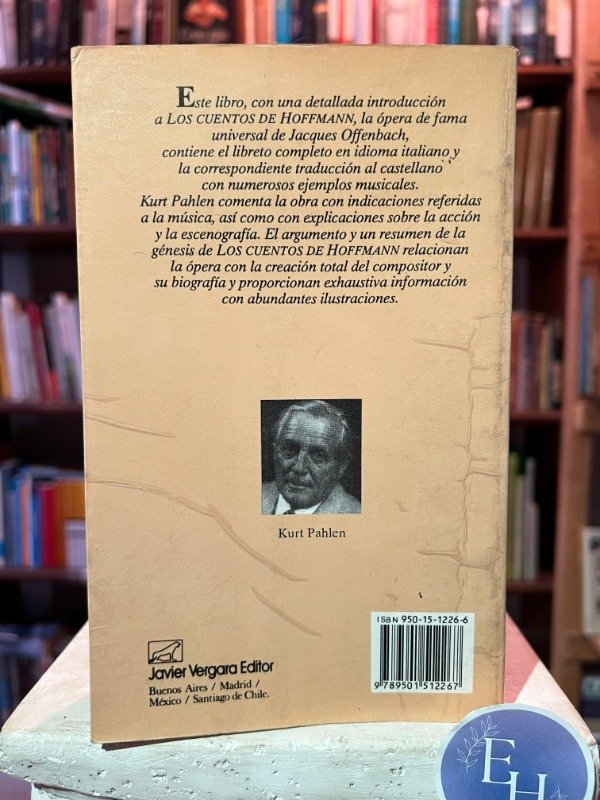 Este libro, con una detallada introducción
a LOS CUENTOS DE HOFFMANN, la ópera de fama
universal de Jacques Offenbach,
contiene el libreto completo en idioma italiano y
la correspondiente traducción al castellano
con numerosos ejemplos musicales.
Kurt Pahlen comenta la obra con indicaciones referidas
a la música, así como con explicaciones sobre la acción
y la escenografía. El argumento y un resumen de la
génesis de LOS CUENTOS DE HOFFMANN relacionan
la ópera con la creación total del compositor y
su biografía y proporcionan exhaustiva información
con abundantes ilustraciones.
Kurt Pahlen
ISBN 950-15-1226-6
9 789501 512267
Javier Vergara Editor
Buenos Aires / Madrid /
México / Santiago de Chile.
EH